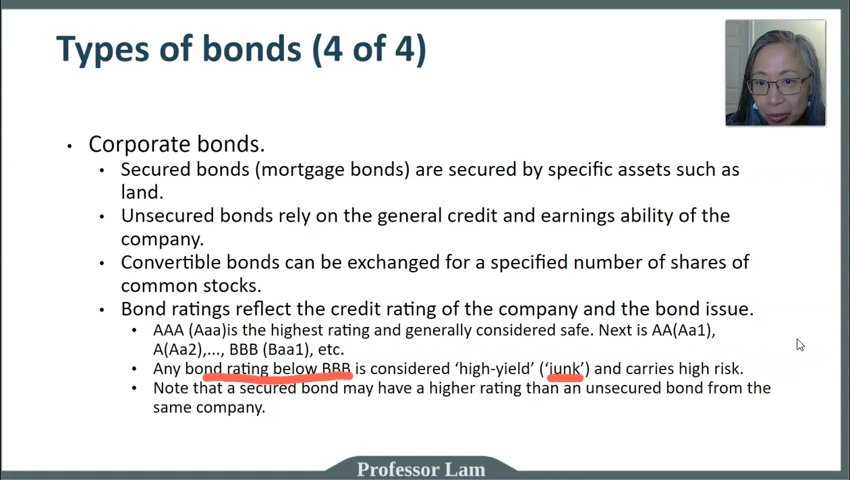 Types of bonds (4 of 4)
• Corporate bonds.
• Secured bonds (mortgage bonds) are secured by specific assets such as
land.
• Unsecured bonds rely on the general credit and earnings ability of the
company.
• Convertible bonds can be exchanged for a specified number of shares of
common stocks.
• Bond ratings reflect the credit rating of the company and the bond issue.
• AAA (Aaa)is the highest rating and generally considered safe. Next is AA(Aa1),
A(Aa2),..., BBB (Baa1), etc.
• Any bond rating below BBB is considered ‘high-yield’ (‘junk’) and carries high risk.
• Note that a secured bond may have a higher rating than an unsecured bond from the
same company.
Professor Lam